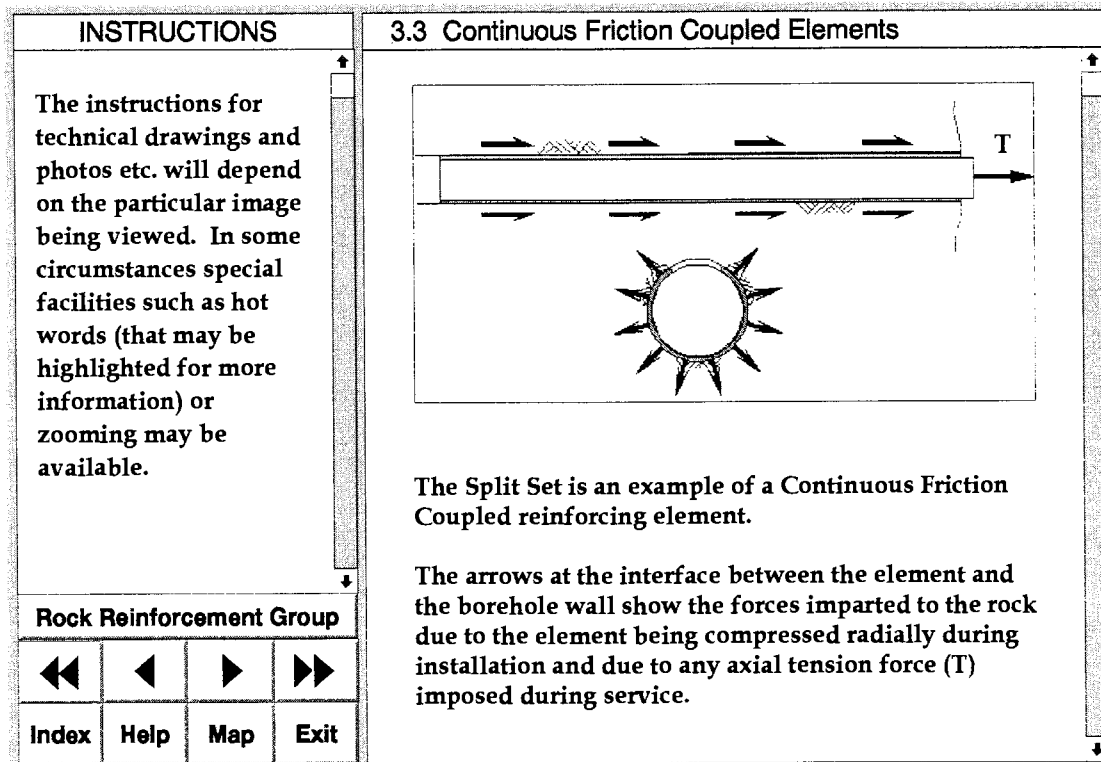 INSTRUCTIONS
The instructions for
technical drawings and
photos etc. will depend
on the particular image
being viewed. In some
circumstances special
facilities such as hot
words (that may be
highlighted for more
information) or
zooming may be
available.
Rock Reinforcement Group
Index Help Map Exit
3.3 Continuous Friction Coupled Elements
T
The Split Set is an example of a Continuous Friction
Coupled reinforcing element.
The arrows at the interface between the element and
the borehole wall show the forces imparted to the rock
due to the element being compressed radially during
installation and due to any axial tension force (T)
imposed during service.